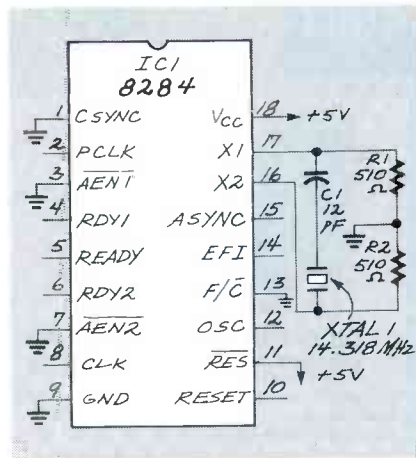 IC1
8284
1 CSYNC
2 PCLK
3 AEN1
4 RDY1
5 READY
6 RDY2
7 AEN2
8 CLK
9 GND
VCC 18 +5V
X1 17
X2 16
ASYNC 15
EFI 14
F/C 13
OSC 12
RES 11
+5V
RESET 10
C1
12
PF
R1
510
Ω
R2
510
Ω
XTAL 1
14.318 MHz